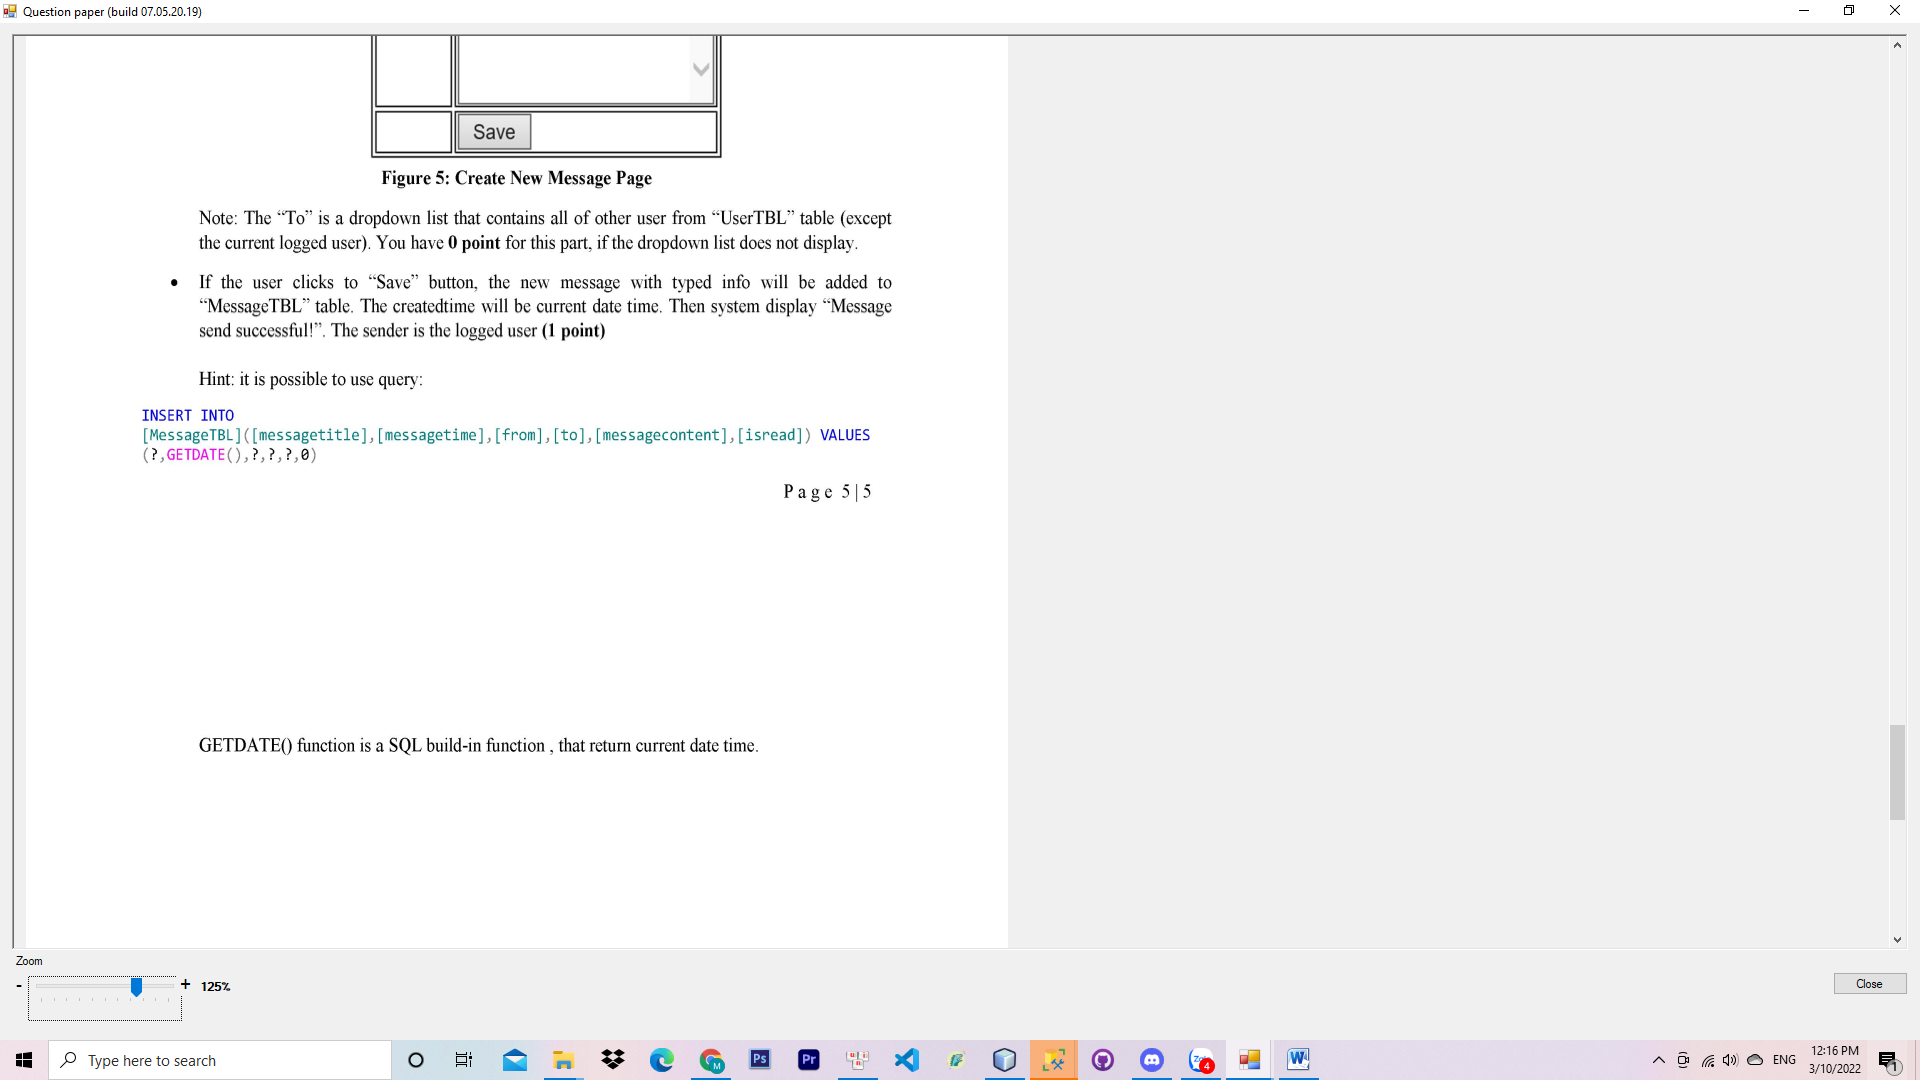 Question paper (build 07.05.20.19)
Save
Figure 5: Create New Message Page
Note: The “To” is a dropdown list that contains all of other user from “UserTBL” table (except
the current logged user). You have 0 point for this part, if the dropdown list does not display.
• If the user clicks to “Save” button, the new message with typed info will be added to
“MessageTBL” table. The createdtime will be current date time. Then system display “Message
send successful!”. The sender is the logged user (1 point)
Hint: it is possible to use query:
INSERT INTO
[MessageTBL]([messagetitle],[messagetime],[from],[to],[messagecontent],[isread]) VALUES
(?,GETDATE(),?,?,?,0)
Page 5|5
GETDATE() function is a SQL build-in function , that return current date time.
Zoom
- + 125%
Close
Type here to search
Ps
Pr
M
4
W
ENG
12:16 PM
3/10/2022
1